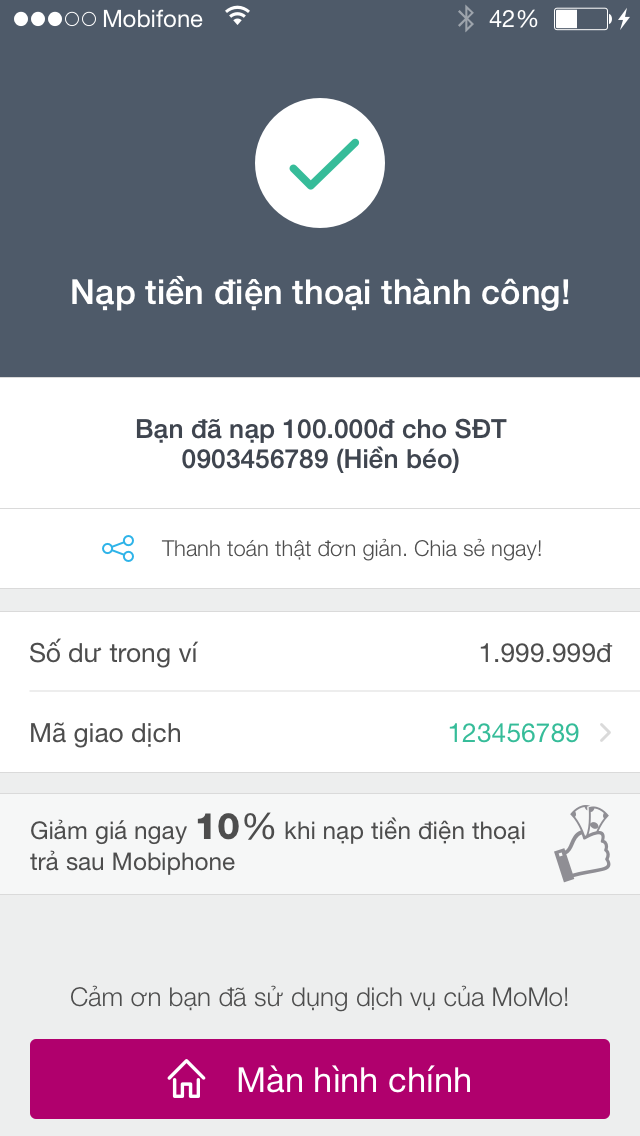 Mobifone 42%
Nạp tiền điện thoại thành công!
Bạn đã nạp 100.000đ cho SĐT
0903456789 (Hiền béo)
Thanh toán thật đơn giản. Chia sẻ ngay!
Số dư trong ví 1.999.999đ
Mã giao dịch 123456789
Giảm giá ngay 10% khi nạp tiền điện thoại
trả sau Mobiphone
Cảm ơn bạn đã sử dụng dịch vụ của MoMo!
Màn hình chính